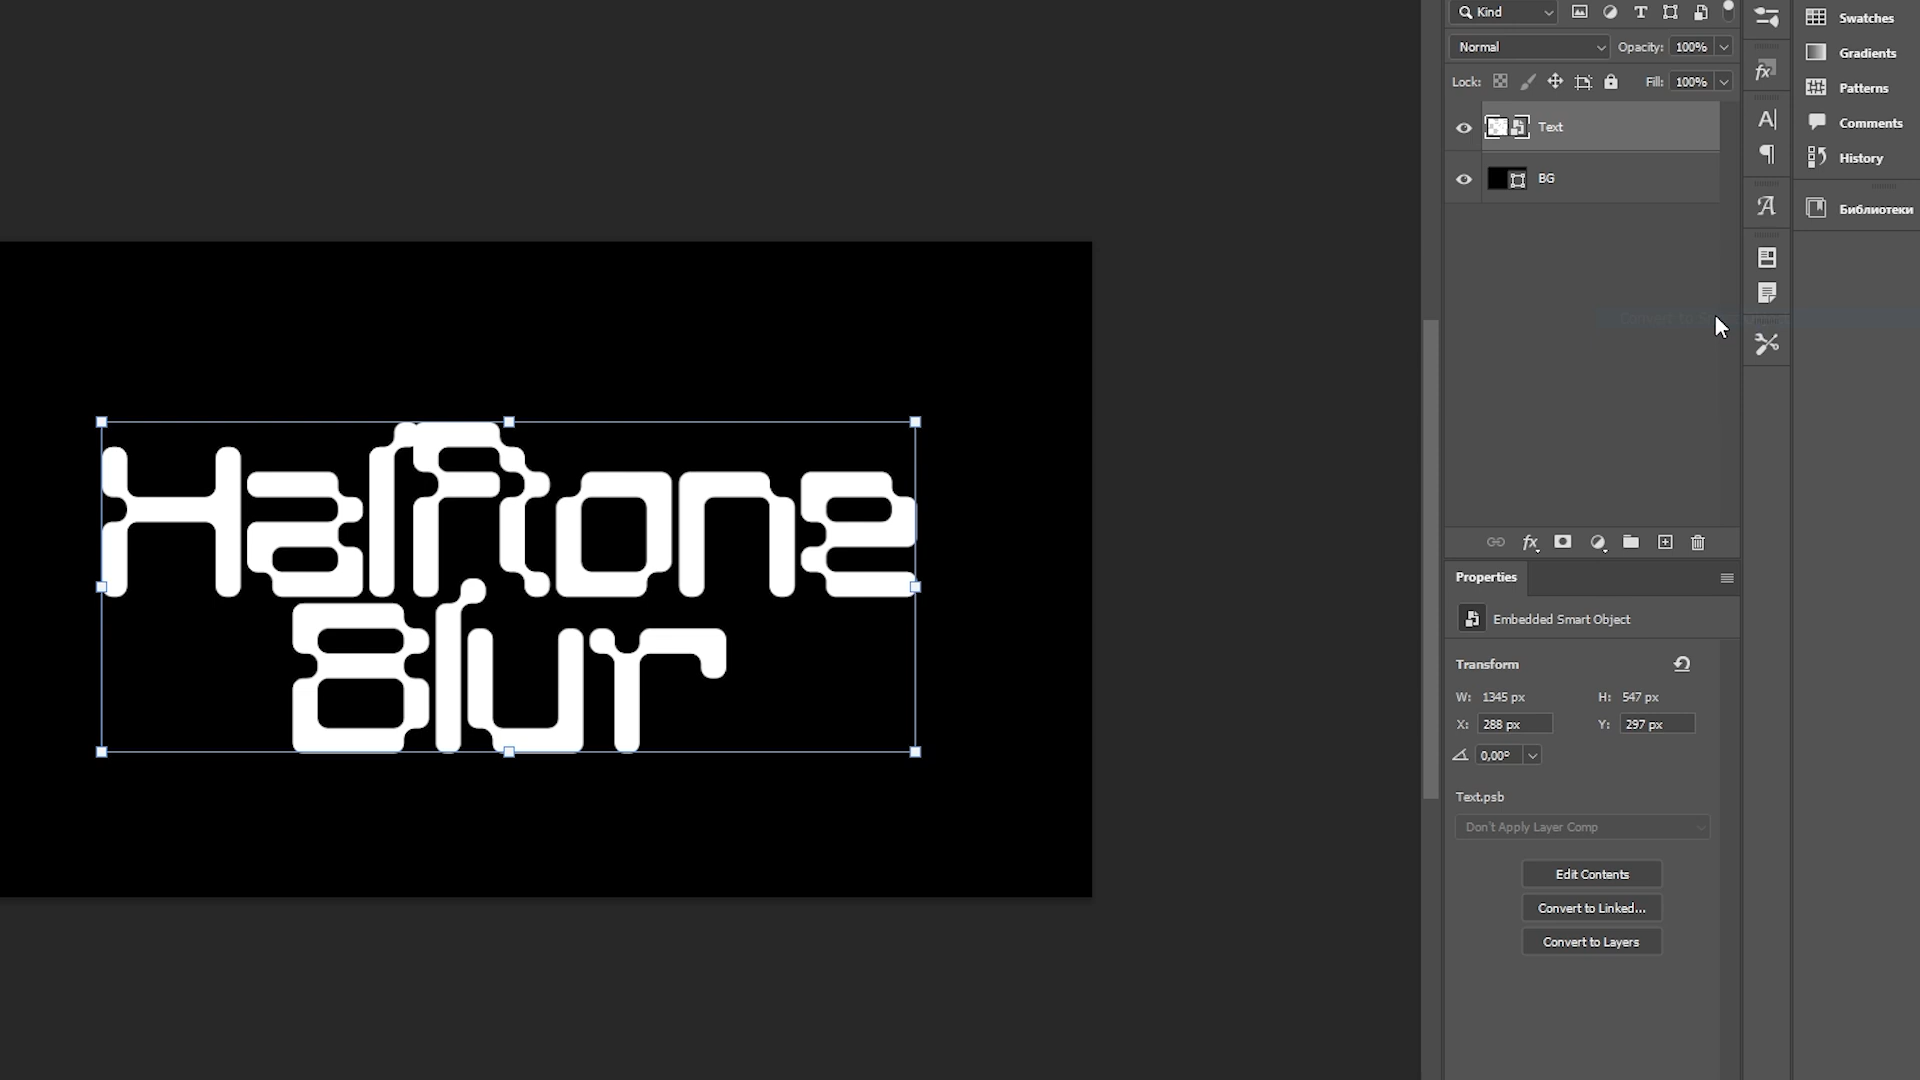 Kind
Normal
Opacity: 100%
Lock:
Fill: 100%
Text
BG
Swatches
Gradients
Patterns
Comments
History
Библиотеки
Halftone
Blur
Properties
Embedded Smart Object
Transform
W: 1345 px H: 547 px
X: 288 px Y: 297 px
0,00°
Text.psb
Don't Apply Layer Comp
Edit Contents
Convert to Linked...
Convert to Layers